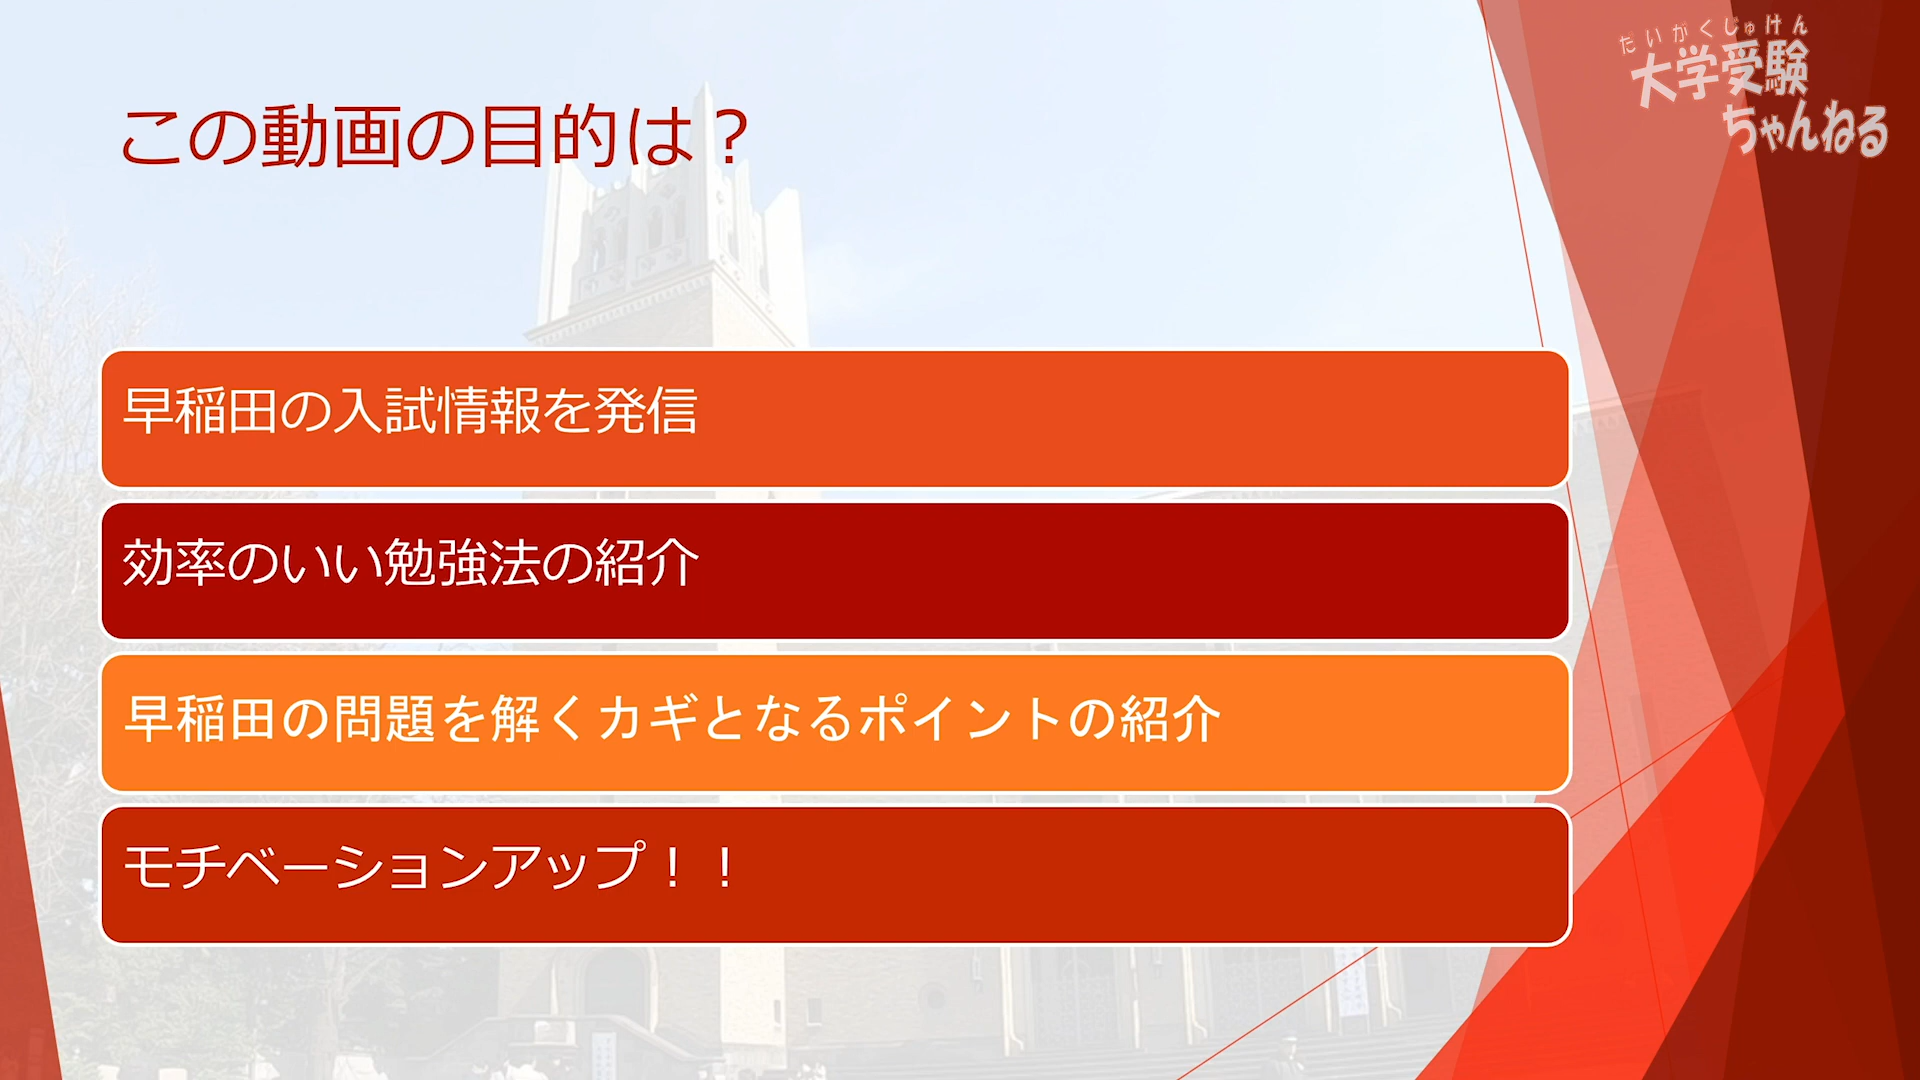 だいがくじゅけん
大学受験
ちゃんねる
この動画の目的は？
早稲田の入試情報を発信
効率のいい勉強法の紹介
早稲田の問題を解くカギとなるポイントの紹介
モチベーションアップ！！